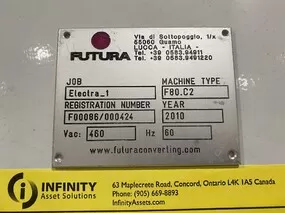 FUTURA
Via di Sottopoggio, 1/x
55060 Guamo
LUCCA - ITALIA -
Tel. +39 0583.94911
Fax. +39 0583.9491220
JOB
MACHINE TYPE
Electra_1
F80.C2
REGISTRATION NUMBER
YEAR
F00086/000424
2010
Vac: 460
Hz 60
www.futuraconverting.com
INFINITY
Asset Solutions
63 Maplecrete Road, Concord, Ontario L4K 1A5 Canada
Phone: (905) 669-8893
InfinityAssets.com